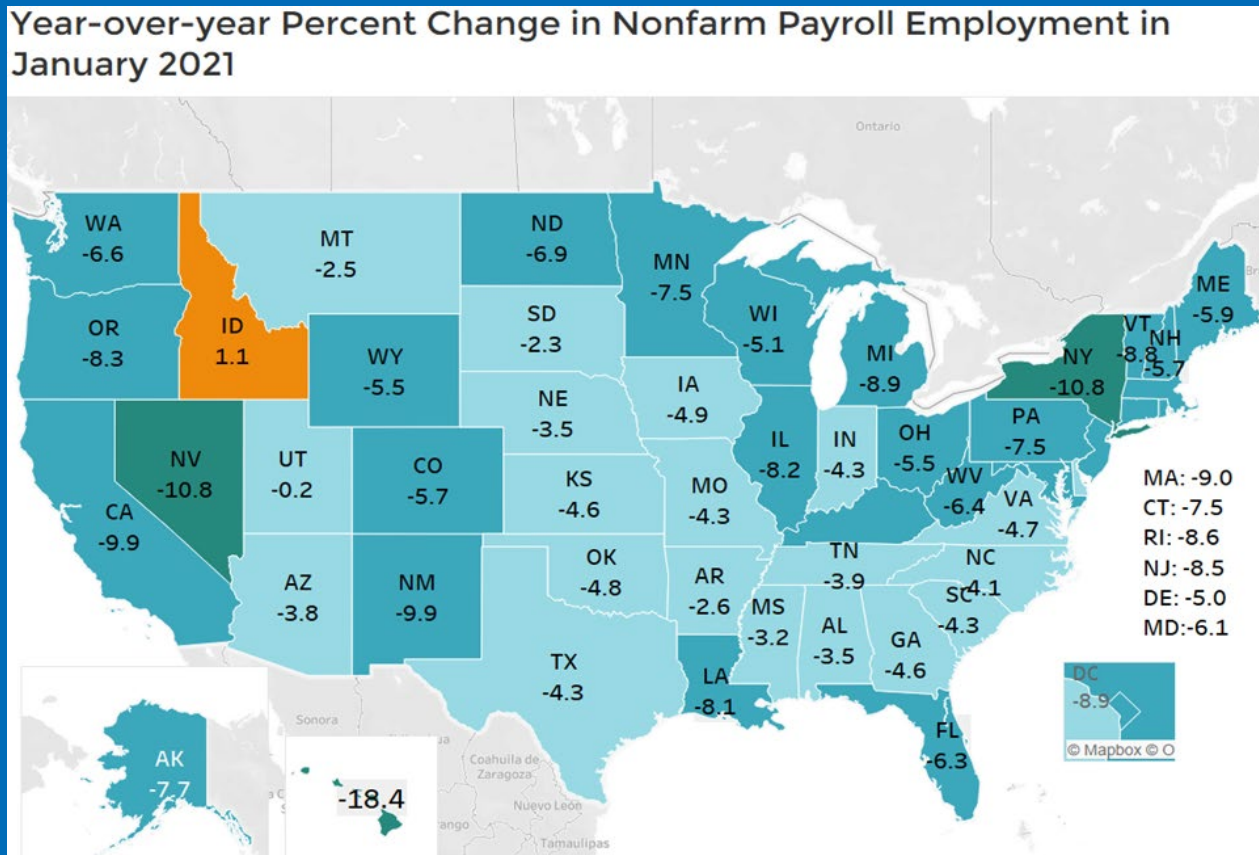 Year-over-year Percent Change in Nonfarm Payroll Employment in
January 2021
Ontario
WA
-6.6
MT
-2.5
ND
-6.9
MN
-7.5
ME
-5.9
OR
-8.3
ID
1.1
WY
-5.5
SD
-2.3
WI
-5.1
MI
-8.9
VT
-8.8
NH
-5.7
NY
-10.8
NE
-3.5
IA
-4.9
PA
-7.5
NV
-10.8
UT
-0.2
CO
-5.7
KS
-4.6
MO
-4.3
IL
-8.2
IN
-4.3
OH
-5.5
WV
-6.4
VA
-4.7
CA
-9.9
MA: -9.0
CT: -7.5
RI: -8.6
NJ: -8.5
DE: -5.0
MD:-6.1
AZ
-3.8
NM
-9.9
OK
-4.8
AR
-2.6
TN
-3.9
NC
-4.1
SC
-4.3
MS
-3.2
AL
-3.5
GA
-4.6
TX
-4.3
LA
-8.1
FL
-6.3
DC
-8.9
© Mapbox © O
AK
-7.7
-18.4
Sonora
Coahuila de
Zaragoza
Nuevo León
Tamaulipas